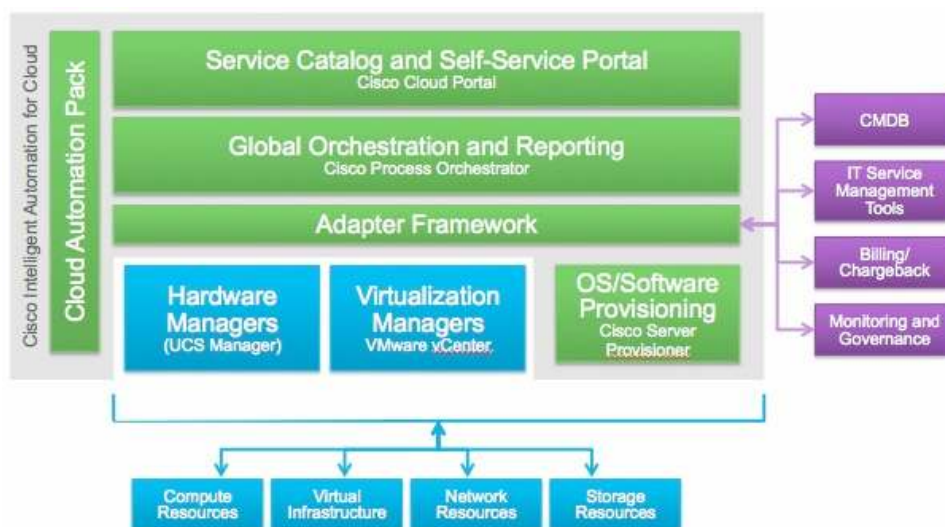 Cisco Intelligent Automation for Cloud
Cloud Automation Pack
Service Catalog and Self-Service Portal
Cisco Cloud Portal
Global Orchestration and Reporting
Cisco Process Orchestrator
Adapter Framework
Hardware
Managers
(UCS Manager)
Virtualization
Managers
VMware vCenter
OS/Software
Provisioning
Cisco Server
Provisioner
CMDB
IT Service
Management
Tools
Billing/
Chargeback
Monitoring and
Governance
Compute
Resources
Virtual
Infrastructure
Network
Resources
Storage
Resources